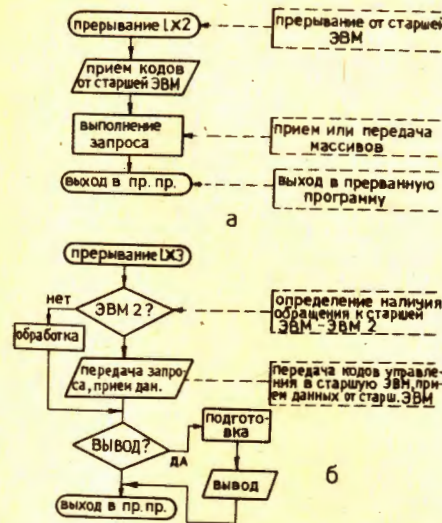 прерывание IX2
прерывание от старшей
ЭВМ
прием кодов
от старшей ЭВМ
выполнение
запроса
прием или передача
массивов
выход в пр. пр.
выход в прерванную
программу
а
прерывание IX3
нет
ЭВМ 2?
определение наличия
обращения к старшей
ЭВМ – ЭВМ 2
обработка
передача запро-
са, прием дан.
передача кодов управле-
ния в старшую ЭВМ, при-
ем данных от старш. ЭВМ
ВЫВОД?
ДА
подгото-
вка
вывод
б
выход в пр. пр.